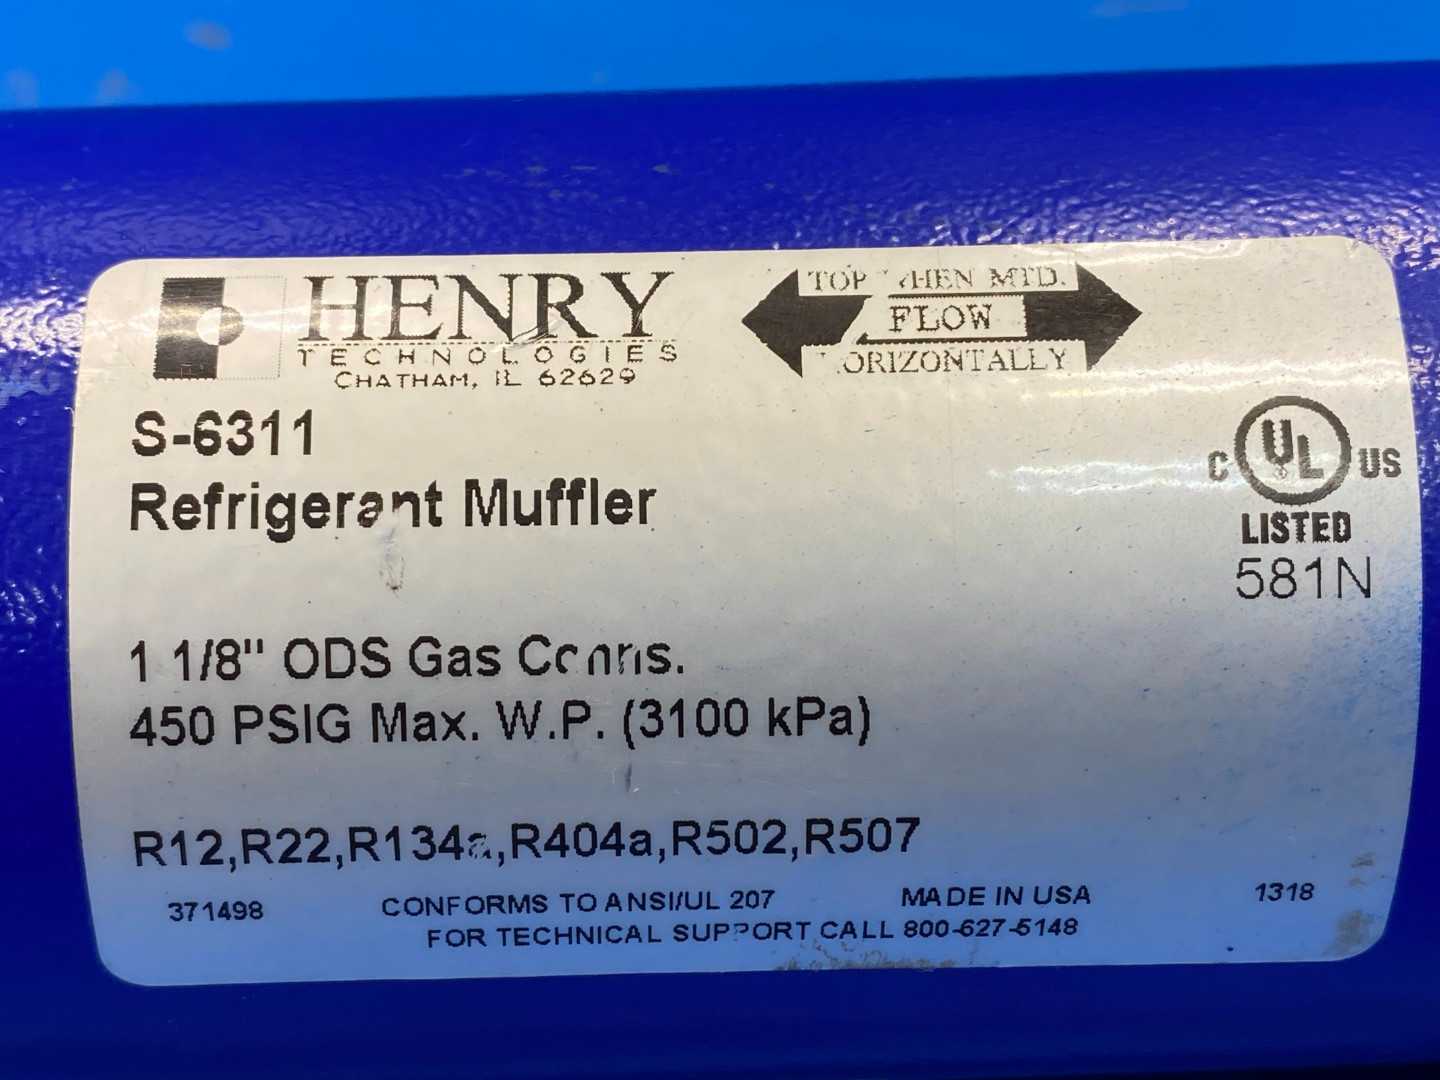 HENRY
TECHNOLOGIES
CHATHAM, IL 62629
TOP WHEN MTD.
FLOW
HORIZONTALLY
S-6311
Refrigerant Muffler
C UL US
LISTED
581N
1 1/8" ODS Gas Conns.
450 PSIG Max. W.P. (3100 kPa)
R12,R22,R134a,R404a,R502,R507
371498 CONFORMS TO ANSI/UL 207 MADE IN USA 1318
FOR TECHNICAL SUPPORT CALL 800-627-5148